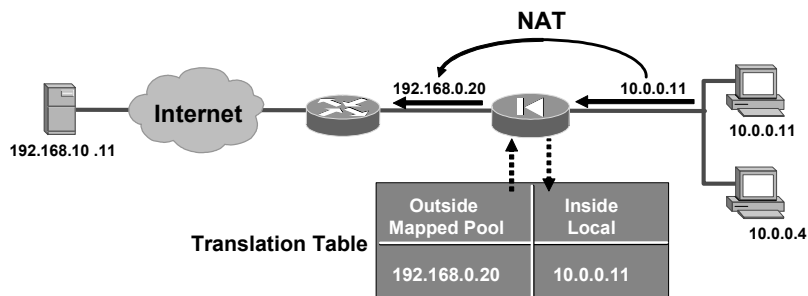 NAT
192.168.0.20
10.0.0.11
Internet
192.168.10 .11
10.0.0.11
10.0.0.4
Translation Table
Outside
Mapped Pool
Inside
Local
192.168.0.20
10.0.0.11